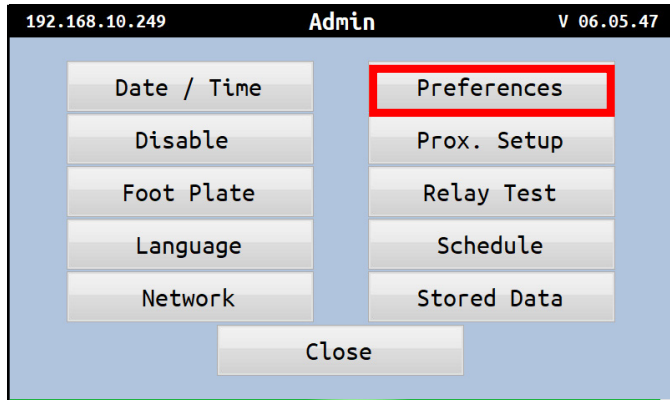 192.168.10.249 Admin V 06.05.47
Date / Time Preferences
Disable Prox. Setup
Foot Plate Relay Test
Language Schedule
Network Stored Data
Close